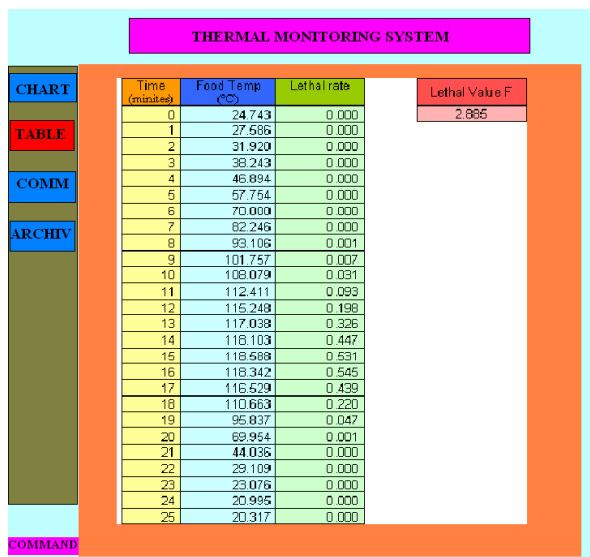 THERMAL MONITORING SYSTEM
CHART
TABLE
COMM
ARCHIV
COMMAND
Time Food Temp Lethal rate
(minites) (°C)
0 24.743 0.000
1 27.586 0.000
2 31.920 0.000
3 38.243 0.000
4 46.894 0.000
5 57.754 0.000
6 70.000 0.000
7 82.246 0.000
8 93.106 0.001
9 101.757 0.007
10 108.079 0.031
11 112.411 0.093
12 115.248 0.198
13 117.038 0.326
14 118.103 0.447
15 118.588 0.531
16 118.342 0.545
17 116.529 0.439
18 110.663 0.220
19 95.837 0.047
20 69.954 0.001
21 44.036 0.000
22 29.109 0.000
23 23.076 0.000
24 20.995 0.000
25 20.317 0.000
Lethal Value F
2.885